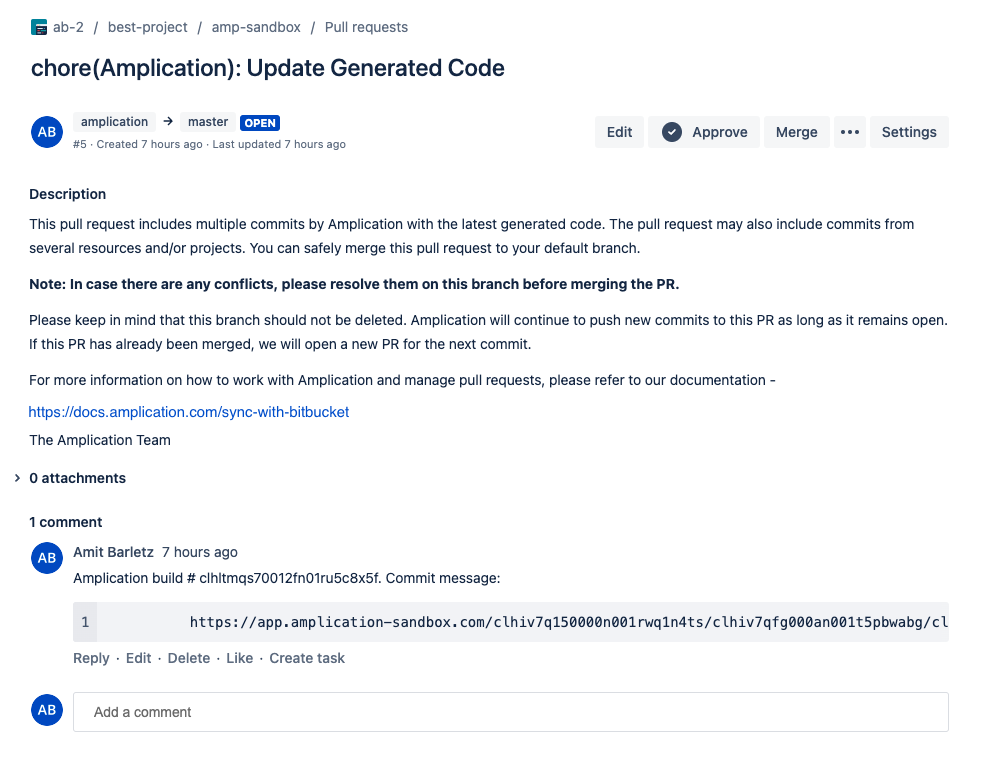 ab-2 / best-project / amp-sandbox / Pull requests
chore(Amplication): Update Generated Code
AB
amplication → master OPEN
#5 · Created 7 hours ago · Last updated 7 hours ago
Edit Approve Merge ••• Settings
Description
This pull request includes multiple commits by Amplication with the latest generated code. The pull request may also include commits from
several resources and/or projects. You can safely merge this pull request to your default branch.
Note: In case there are any conflicts, please resolve them on this branch before merging the PR.
Please keep in mind that this branch should not be deleted. Amplication will continue to push new commits to this PR as long as it remains open.
If this PR has already been merged, we will open a new PR for the next commit.
For more information on how to work with Amplication and manage pull requests, please refer to our documentation -
https://docs.amplication.com/sync-with-bitbucket
The Amplication Team
0 attachments
1 comment
AB
Amit Barletz 7 hours ago
Amplication build # clhltmqs70012fn01ru5c8x5f. Commit message:
1 https://app.amplication-sandbox.com/clhiv7q150000n001rwq1n4ts/clhiv7qfg000an001t5pbwabg/cl
Reply · Edit · Delete · Like · Create task
AB
Add a comment